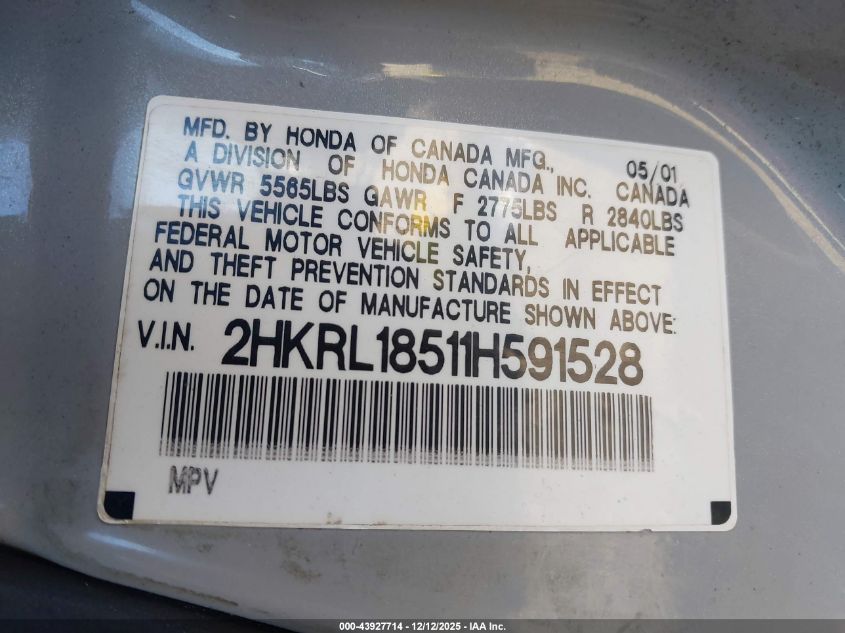 MFD. BY HONDA OF CANADA MFG., 05/01
A DIVISION OF HONDA CANADA INC. CANADA
GVWR 5565LBS GAWR F 2775LBS R 2840LBS
THIS VEHICLE CONFORMS TO ALL APPLICABLE
FEDERAL MOTOR VEHICLE SAFETY,
AND THEFT PREVENTION STANDARDS IN EFFECT
ON THE DATE OF MANUFACTURE SHOWN ABOVE:
V.I.N. 2HKRL18511H591528
MPV
000-43927714 - 12/12/2025 - IAA Inc.